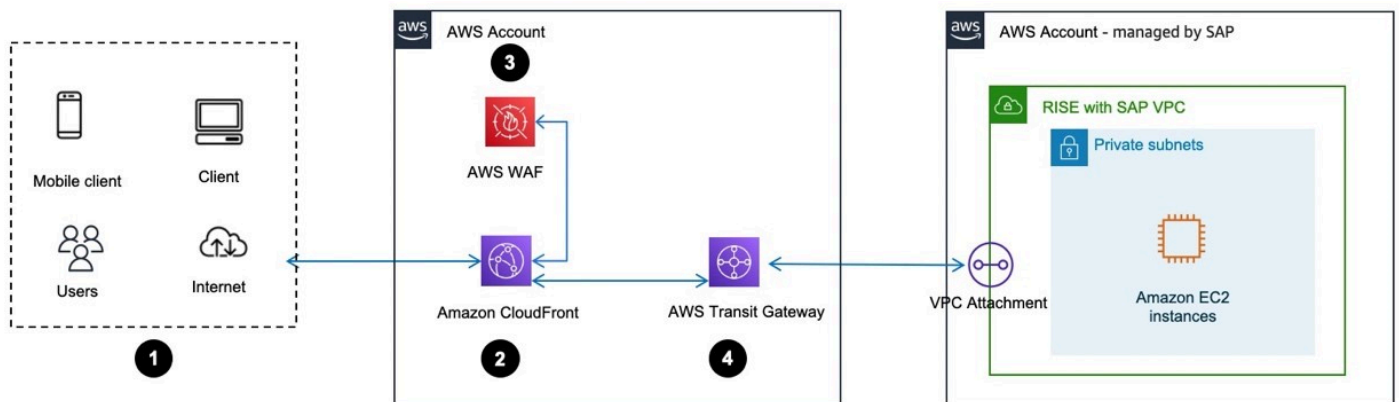 Mobile client
Client
Users
Internet
1
aws
AWS Account
3
AWS WAF
Amazon CloudFront
2
AWS Transit Gateway
4
aws
AWS Account - managed by SAP
RISE with SAP VPC
Private subnets
VPC Attachment
Amazon EC2
instances